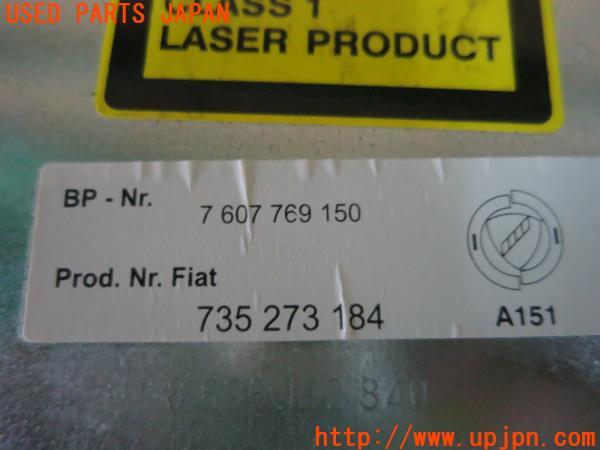 USED PARTS JAPAN
CLASS 1
LASER PRODUCT
BP - Nr. 7 607 769 150
Prod. Nr. Fiat
735 273 184 A151
http://www.upjpn.com/